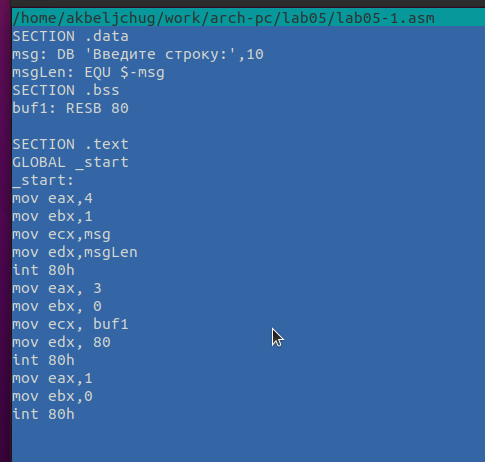 /home/akbeljchug/work/arch-pc/lab05/lab05-1.asm
SECTION .data
msg: DB 'Введите строку:',10
msgLen: EQU $-msg
SECTION .bss
buf1: RESB 80
SECTION .text
GLOBAL _start
_start:
mov eax,4
mov ebx,1
mov ecx,msg
mov edx,msgLen
int 80h
mov eax, 3
mov ebx, 0
mov ecx, buf1
mov edx, 80
int 80h
mov eax,1
mov ebx,0
int 80h